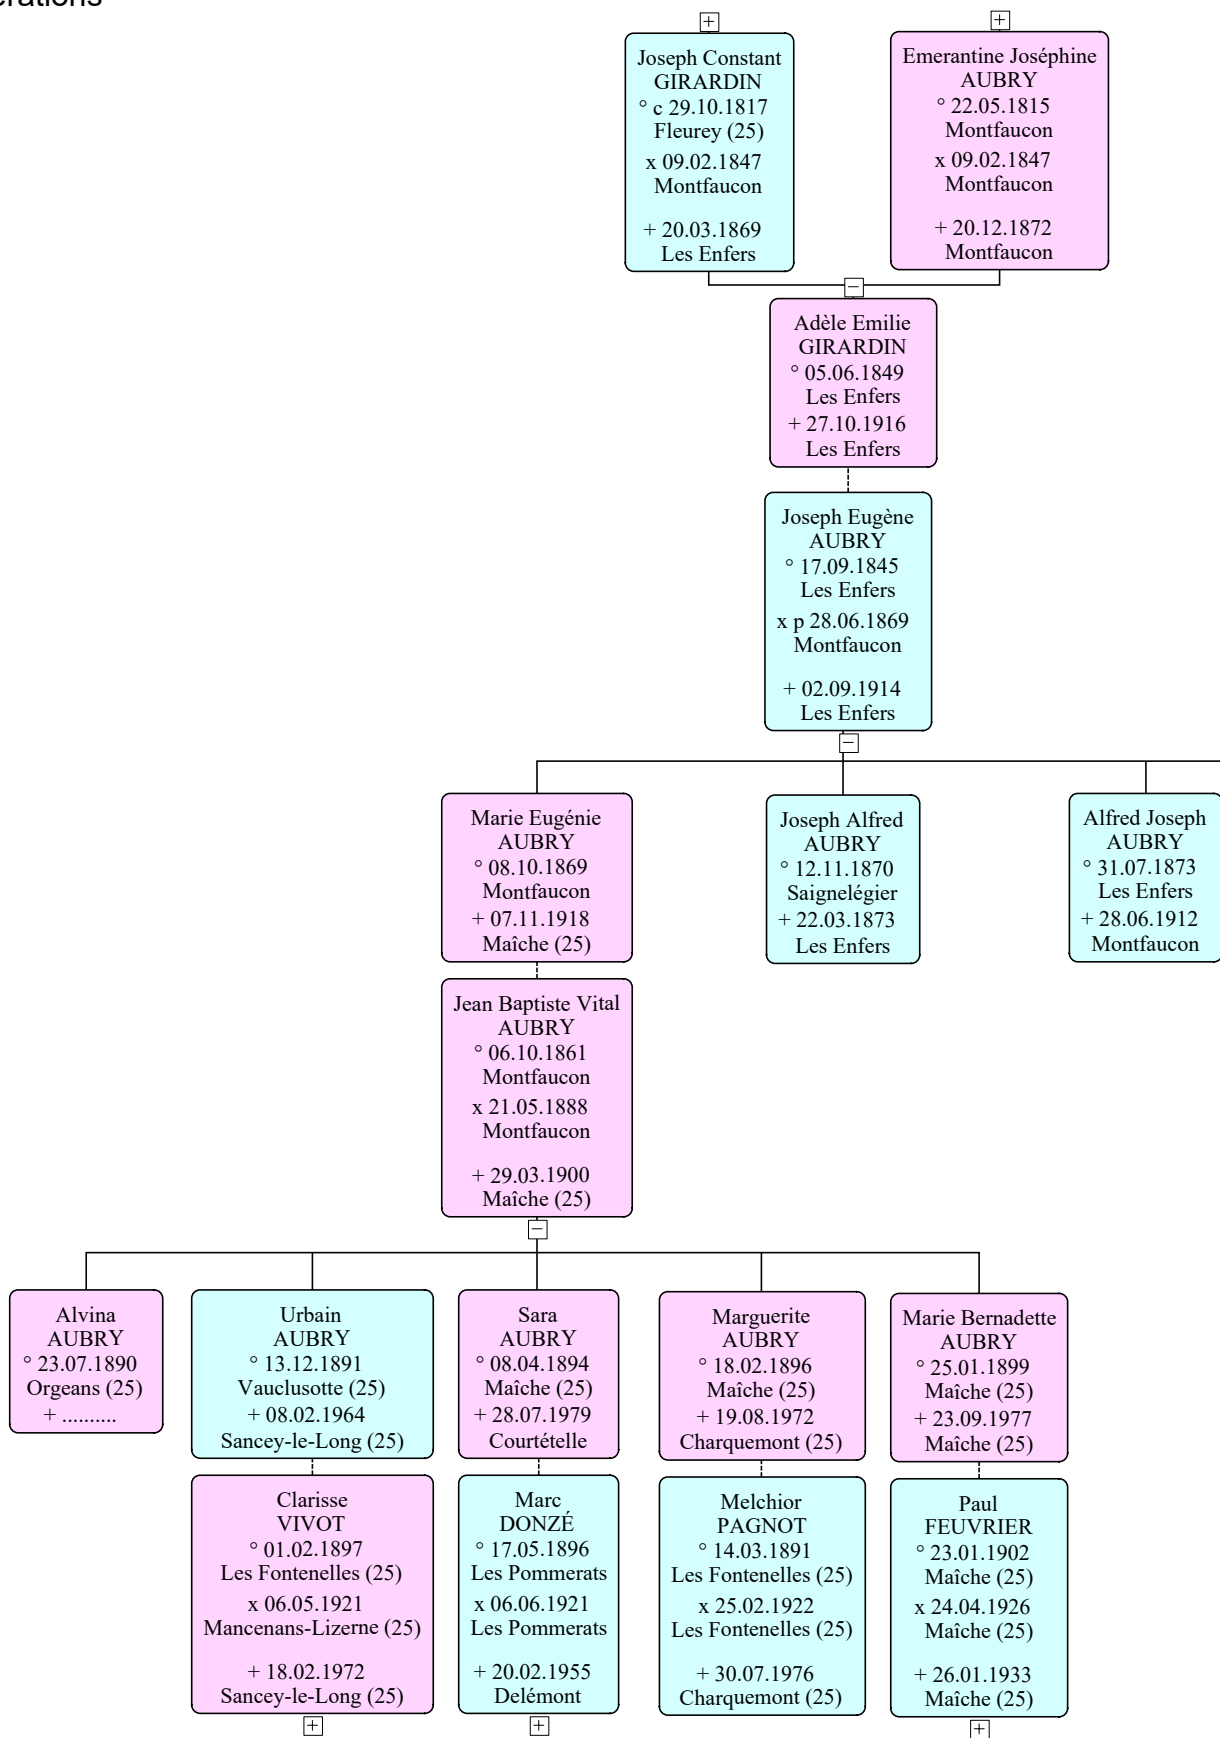 erations
Joseph Constant
GIRARDIN
° c 29.10.1817
Fleurey (25)
x 09.02.1847
Montfaucon
+ 20.03.1869
Les Enfers
Emerantine Joséphine
AUBRY
° 22.05.1815
Montfaucon
x 09.02.1847
Montfaucon
+ 20.12.1872
Montfaucon
Adèle Emilie
GIRARDIN
° 05.06.1849
Les Enfers
+ 27.10.1916
Les Enfers
Joseph Eugène
AUBRY
° 17.09.1845
Les Enfers
x p 28.06.1869
Montfaucon
+ 02.09.1914
Les Enfers
Marie Eugénie
AUBRY
° 08.10.1869
Montfaucon
+ 07.11.1918
Maîche (25)
Joseph Alfred
AUBRY
° 12.11.1870
Saignelégier
+ 22.03.1873
Les Enfers
Alfred Joseph
AUBRY
° 31.07.1873
Les Enfers
+ 28.06.1912
Montfaucon
Jean Baptiste Vital
AUBRY
° 06.10.1861
Montfaucon
x 21.05.1888
Montfaucon
+ 29.03.1900
Maîche (25)
Alvina
AUBRY
° 23.07.1890
Orgeans (25)
+ ..........
Urbain
AUBRY
° 13.12.1891
Vauclusotte (25)
+ 08.02.1964
Sancey-le-Long (25)
Sara
AUBRY
° 08.04.1894
Maîche (25)
+ 28.07.1979
Courtételle
Marguerite
AUBRY
° 18.02.1896
Maîche (25)
+ 19.08.1972
Charquemont (25)
Marie Bernadette
AUBRY
° 25.01.1899
Maîche (25)
+ 23.09.1977
Maîche (25)
Clarisse
VIVOT
° 01.02.1897
Les Fontenelles (25)
x 06.05.1921
Mancenans-Lizerne (25)
+ 18.02.1972
Sancey-le-Long (25)
Marc
DONZÉ
° 17.05.1896
Les Pommerats
x 06.06.1921
Les Pommerats
+ 20.02.1955
Delémont
Melchior
PAGNOT
° 14.03.1891
Les Fontenelles (25)
x 25.02.1922
Les Fontenelles (25)
+ 30.07.1976
Charquemont (25)
Paul
FEUVRIER
° 23.01.1902
Maîche (25)
x 24.04.1926
Maîche (25)
+ 26.01.1933
Maîche (25)